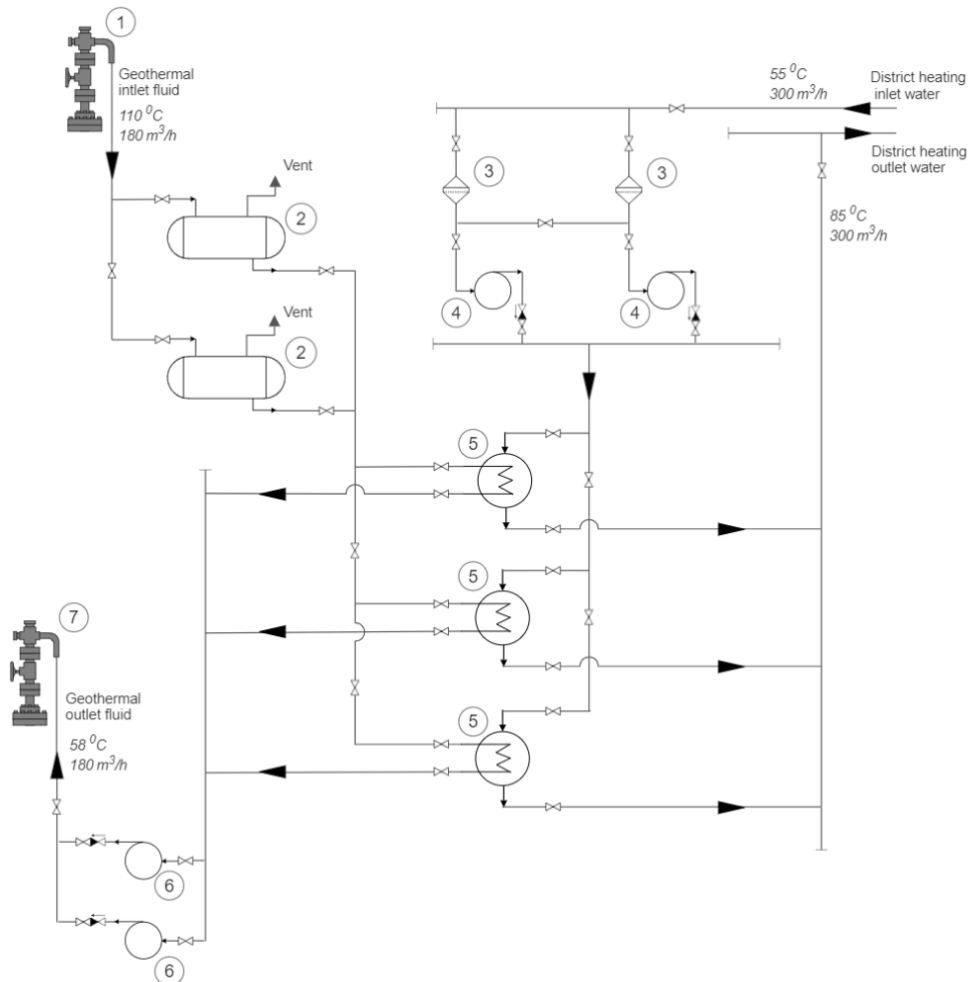 1
Geothermal
intlet fluid
110 ⁰C
180 m³/h
Vent
2
Vent
2
55 ⁰C
300 m³/h
District heating
inlet water
District heating
outlet water
3
3
85 ⁰C
300 m³/h
4
4
5
5
5
7
Geothermal
outlet fluid
58 ⁰C
180 m³/h
6
6